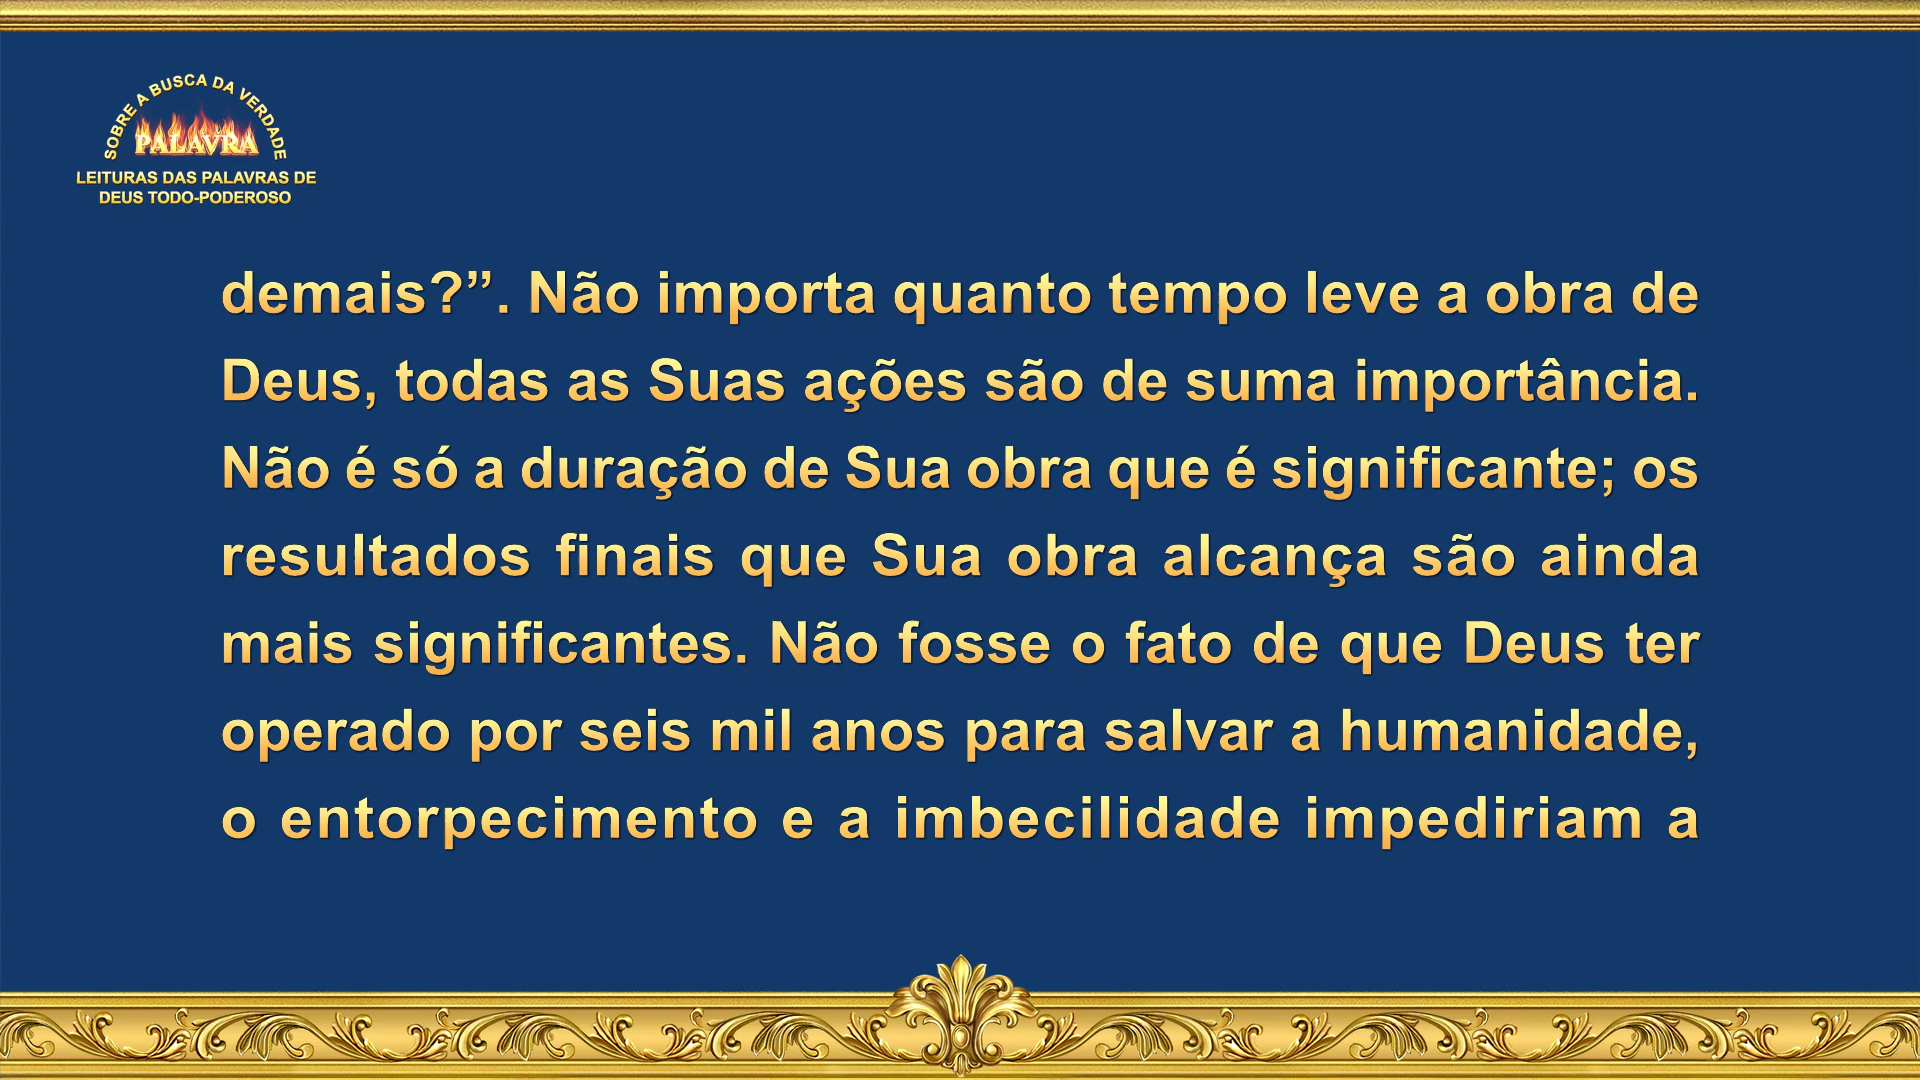 SOBRE A BUSCA DA VERDADE
PALAVRA
LEITURAS DAS PALAVRAS DE
DEUS TODO-PODEROSO
demais?”. Não importa quanto tempo leve a obra de
Deus, todas as Suas ações são de suma importância.
Não é só a duração de Sua obra que é significante; os
resultados finais que Sua obra alcança são ainda
mais significantes. Não fosse o fato de que Deus ter
operado por seis mil anos para salvar a humanidade,
o entorpecimento e a imbecilidade impediriam a